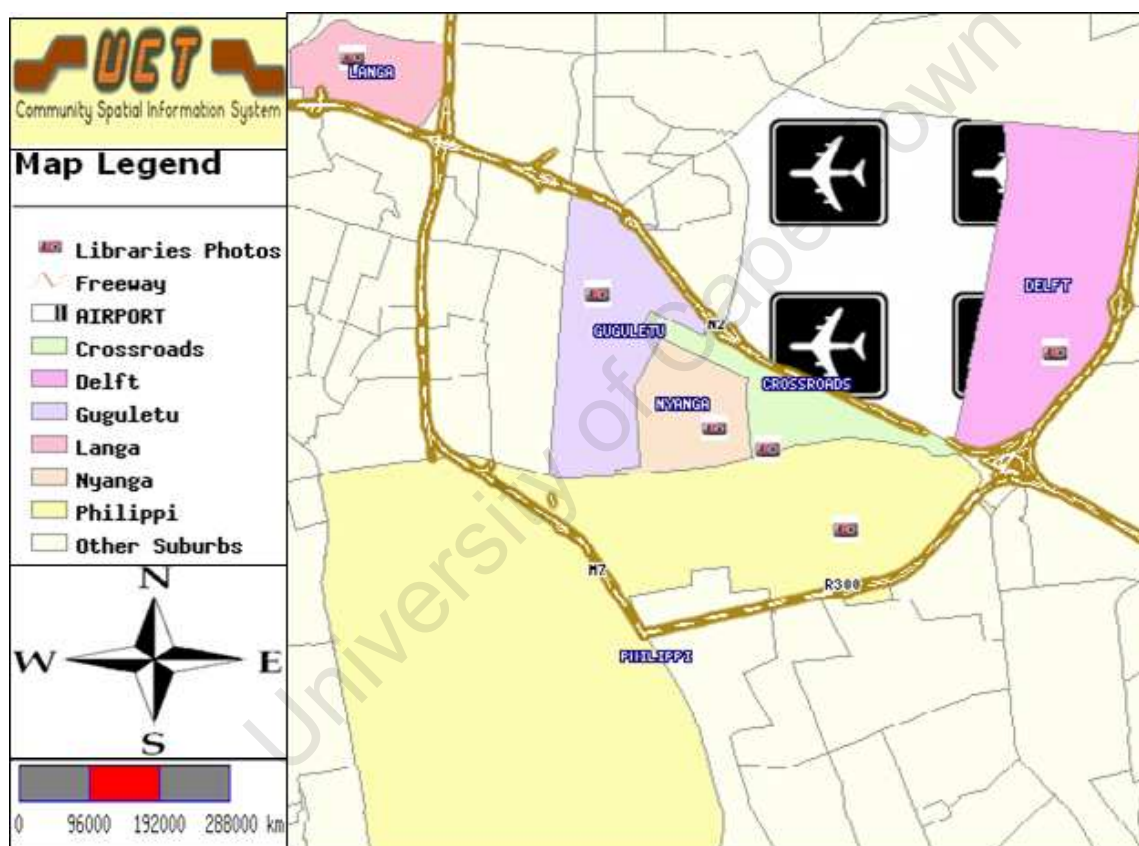 UCT
Community Spatial Information System
Map Legend
Libraries Photos
Freeway
AIRPORT
Crossroads
Delft
Guguletu
Langa
Nyanga
Philippi
Other Suburbs
N
W
E
S
0 96000 192000 288000 km
LANGA
DELFT
GUGULETU
N2
CROSSROADS
NYANGA
M7
R300
PHILIPPI
University of Cape Town